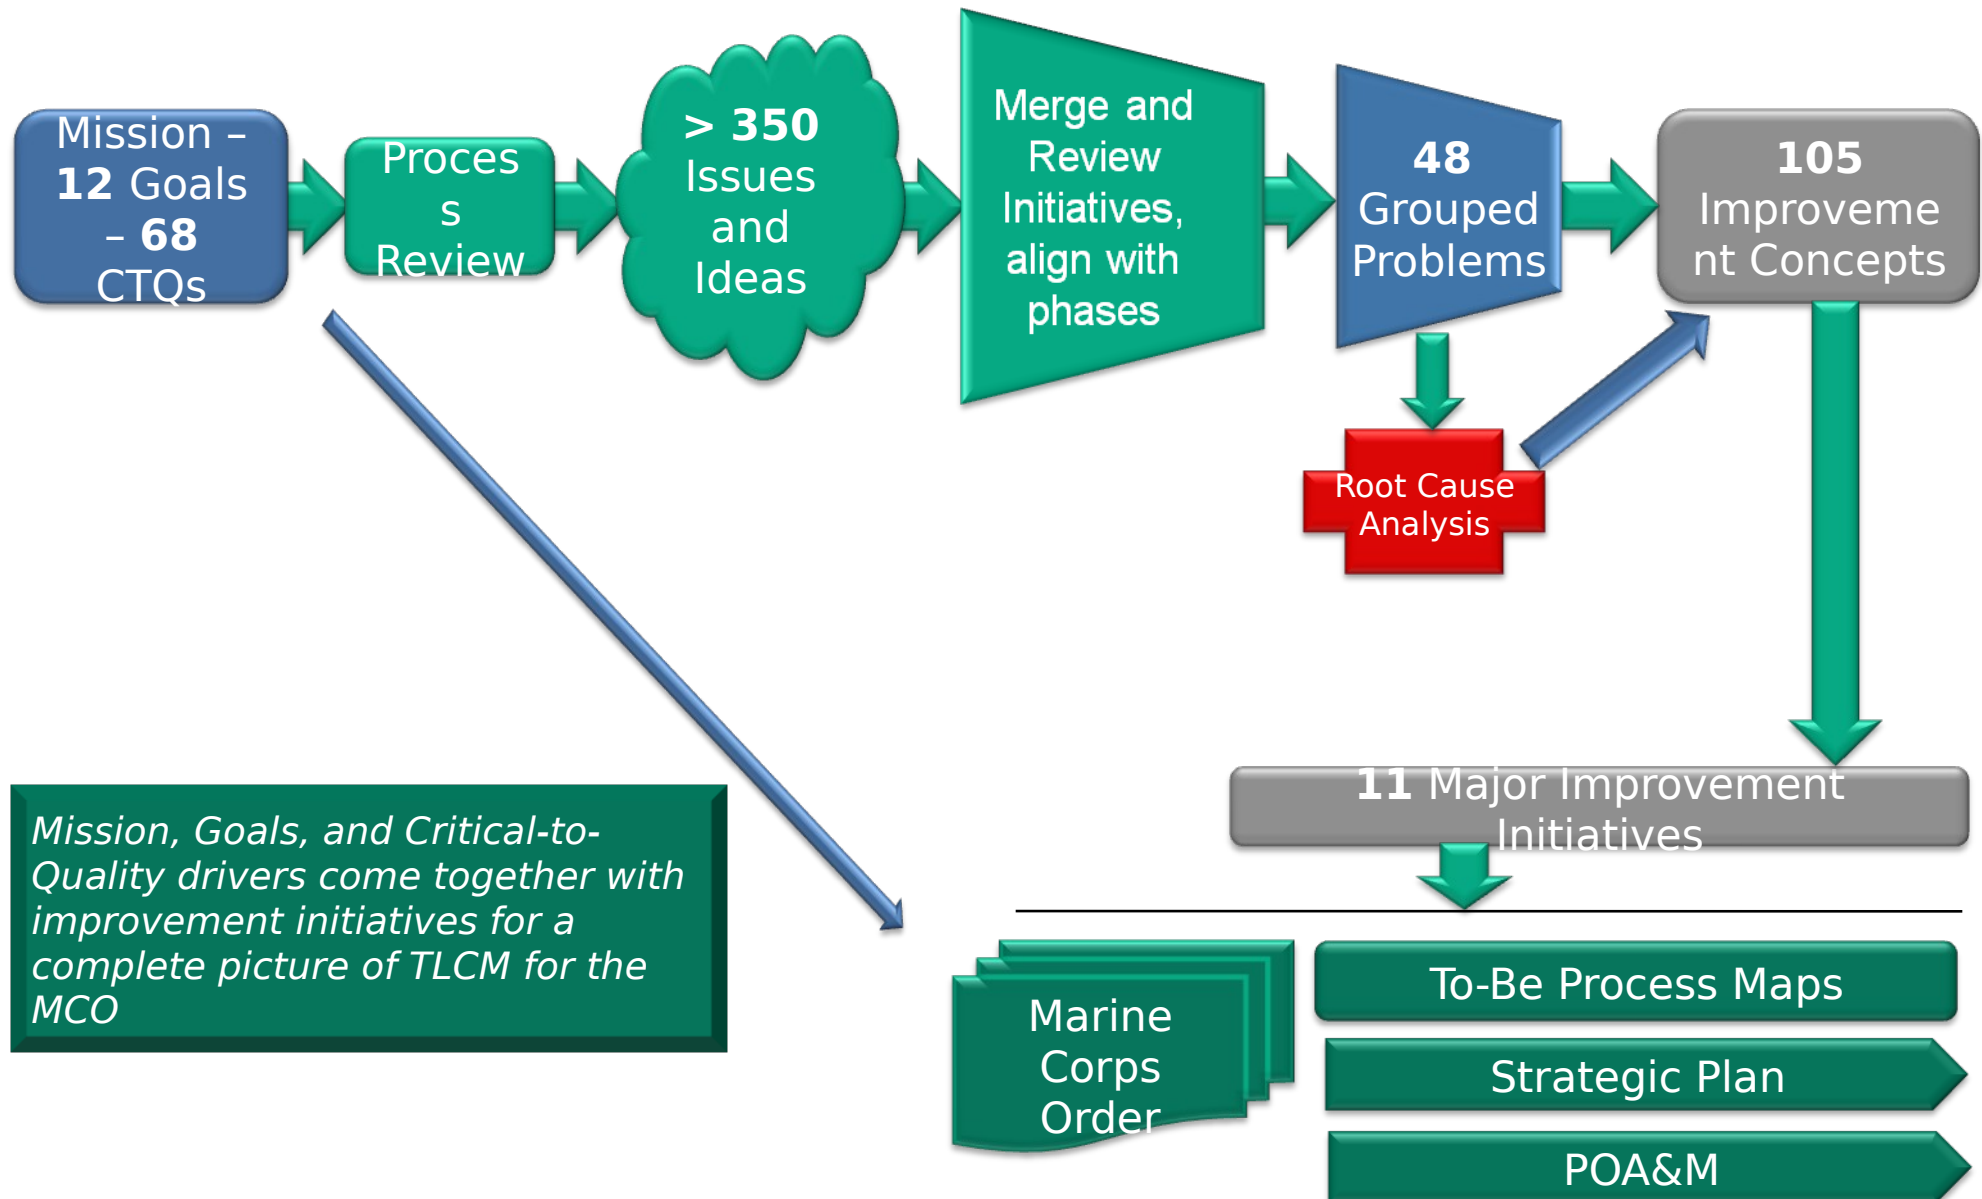 Mission –
12 Goals
– 68
CTQs
Proces
s
Review
> 350
Issues
and
Ideas
Merge and
Review
Initiatives,
align with
phases
48
Grouped
Problems
105
Improveme
nt Concepts
Root Cause
Analysis
11 Major Improvement
Initiatives
Mission, Goals, and Critical-to-
Quality drivers come together with
improvement initiatives for a
complete picture of TLCM for the
MCO
Marine
Corps
Order
To-Be Process Maps
Strategic Plan
POA&M